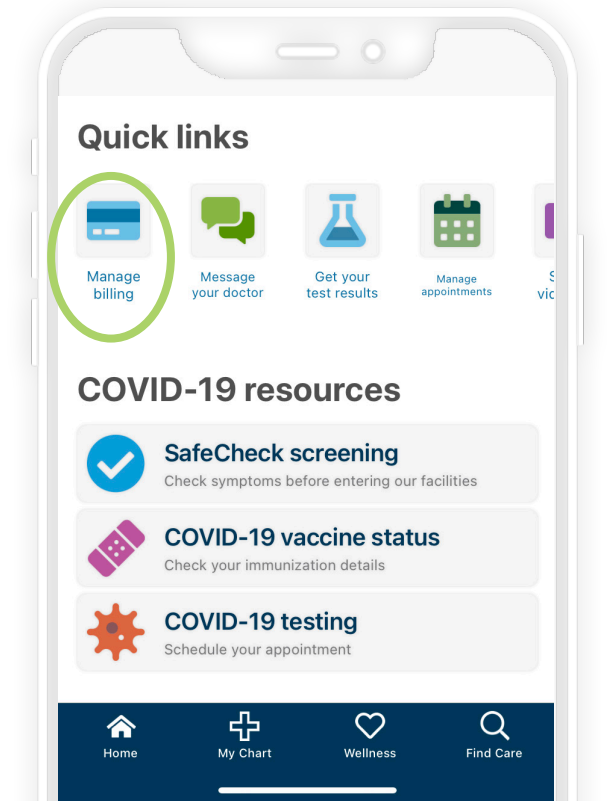 Quick links
Manage
billing
Message
your doctor
Get your
test results
Manage
appointments
COVID-19 resources
SafeCheck screening
Check symptoms before entering our facilities
COVID-19 vaccine status
Check your immunization details
COVID-19 testing
Schedule your appointment
Home
My Chart
Wellness
Find Care